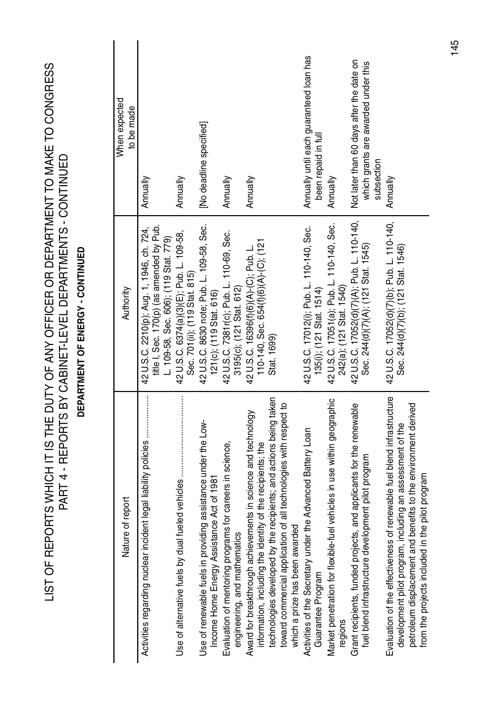 LIST OF REPORTS WHICH IT IS THE DUTY OF ANY OFFICER OR DEPARTMENT TO MAKE TO CONGRESS
PART 4 - REPORTS BY CABINET-LEVEL DEPARTMENTS - CONTINUED
DEPARTMENT OF ENERGY - CONTINUED
Nature of report
Authority
When expected
to be made
Activities regarding nuclear incident legal liability policies
42 U.S.C. 2210(p); Aug. 1, 1946, ch. 724,
title I, Sec. 170(p) (as amended by Pub.
L. 109-58, Sec. 606); (119 Stat. 779)
Annually
Use of alternative fuels by dual fueled vehicles
42 U.S.C. 6374(a)(3)(E); Pub. L. 109-58,
Sec. 701(ii); (119 Stat. 815)
Annually
Use of renewable fuels in providing assistance under the Low-
Income Home Energy Assistance Act of 1981
42 U.S.C. 8630 note; Pub. L. 109-58, Sec.
121(c); (119 Stat. 616)
[No deadline specified]
Evaluation of mentoring programs for careers in science,
engineering, and mathematics
42 U.S.C. 7381r(c); Pub. L. 110-69, Sec.
3195(c); (121 Stat. 612)
Annually
Award for breakthrough achievements in science and technology
information, including the identity of the recipients; the
technologies developed by the recipients; and actions being taken
toward commercial application of all technologies with respect to
which a prize has been awarded
42 U.S.C. 16396(f)(6)(A)-(C); Pub. L.
110-140, Sec. 654(f)(6)(A)-(C); (121
Stat. 1699)
Annually
Activities of the Secretary under the Advanced Battery Loan
Guarantee Program
42 U.S.C. 17012(i); Pub. L. 110-140, Sec.
135(i); (121 Stat. 1514)
Annually until each guaranteed loan has
been repaid in full
Market penetration for flexible-fuel vehicles in use within geographic
regions
42 U.S.C. 17051(a); Pub. L. 110-140, Sec.
242(a); (121 Stat. 1540)
Annually
Grant recipients, funded projects, and applicants for the renewable
fuel blend infrastructure development pilot program
42 U.S.C. 17052(d)(7)(A); Pub. L. 110-140,
Sec. 244(d)(7)(A); (121 Stat. 1545)
Not later than 60 days after the date on
which grants are awarded under this
subsection
Evaluation of the effectiveness of renewable fuel blend infrastructure
development pilot program, including an assessment of the
petroleum displacement and benefits to the environment derived
from the projects included in the pilot program
42 U.S.C. 17052(d)(7)(b); Pub. L. 110-140,
Sec. 244(d)(7)(b); (121 Stat. 1546)
Annually
145